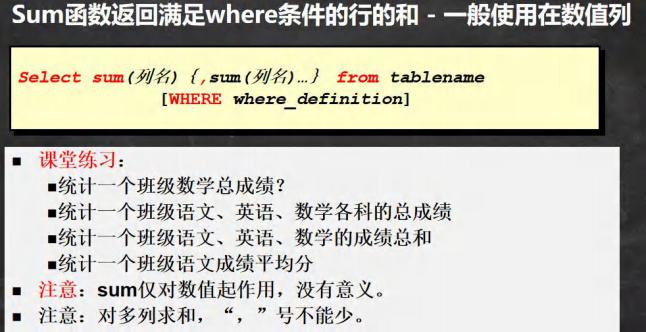 Sum函数返回满足where条件的行的和 - 一般使用在数值列
Select sum(列名) {,sum(列名)…} from tablename
[WHERE where_definition]
■ 课堂练习:
■统计一个班级数学总成绩?
■统计一个班级语文、英语、数学各科的总成绩
■统计一个班级语文、英语、数学的成绩总和
■统计一个班级语文成绩平均分
■ 注意: sum仅对数值起作用,没有意义。
■ 注意: 对多列求和,“,”号不能少。